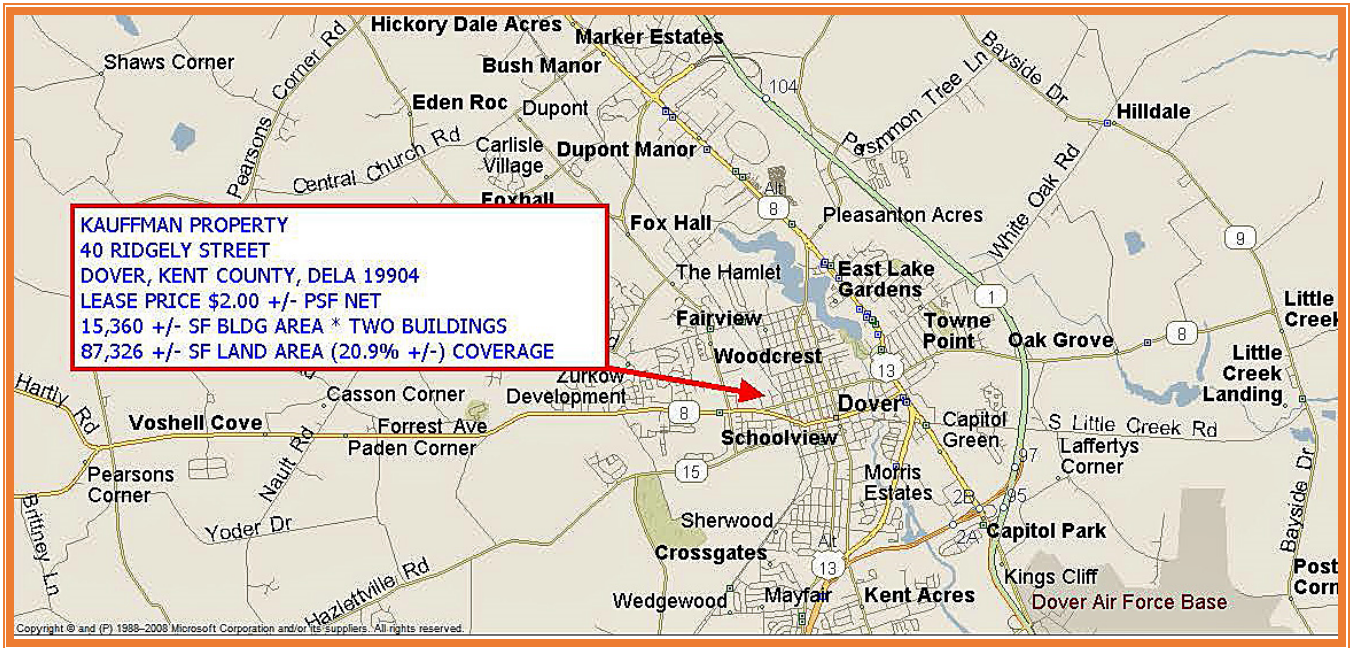 Hickory Dale Acres
Marker Estates
Shaws Corner
Pearsons Corner Rd
Bush Manor
Bayside Dr
104
Eden Roc
Dupont
Hilldale
Central Church Rd
Carlisle
Village
Dupont Manor
Persmmon Tree Ln
White Oak Rd
Foxhall
Alt
8
Fox Hall
Pleasanton Acres
9
KAUFFMAN PROPERTY
40 RIDGELY STREET
DOVER, KENT COUNTY, DELA 19904
LEASE PRICE $2.00 +/- PSF NET
15,360 +/- SF BLDG AREA * TWO BUILDINGS
87,326 +/- SF LAND AREA (20.9% +/-) COVERAGE
The Hamlet
East Lake
Gardens
1
Fairview
Towne
Point
Oak Grove
8
Little
Creek
Woodcrest
13
Little
Creek
Landing
Hartly Rd
Casson Corner
Zurkow
Development
8
Dover
Voshell Cove
Forrest Ave
Paden Corner
Schoolview
Capitol
Green
S Little Creek Rd
Laffertys
Corner
Pearsons
Corner
Nault Rd
15
Morris
Estates
97
95
2B
2A
Bayside Dr
Brittney Ln
Yoder Dr
Sherwood
Capitol Park
Crossgates
Alt
13
Hazlettville Rd
Kings Cliff
Post
Corn
Wedgewood
Mayfair
Kent Acres
Dover Air Force Base
Copyright © and (P) 1988–2008 Microsoft Corporation and/or its suppliers. All rights reserved.